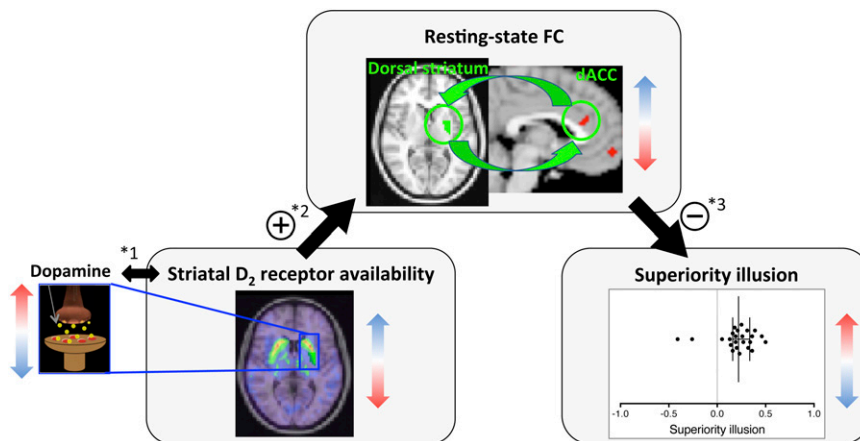 Resting-state FC
Dorsal striatum
dACC
+ *2
− *3
*1
Dopamine
Striatal D₂ receptor availability
Superiority illusion
-1.0 -0.5 0.0 0.5 1.0
Superiority illusion